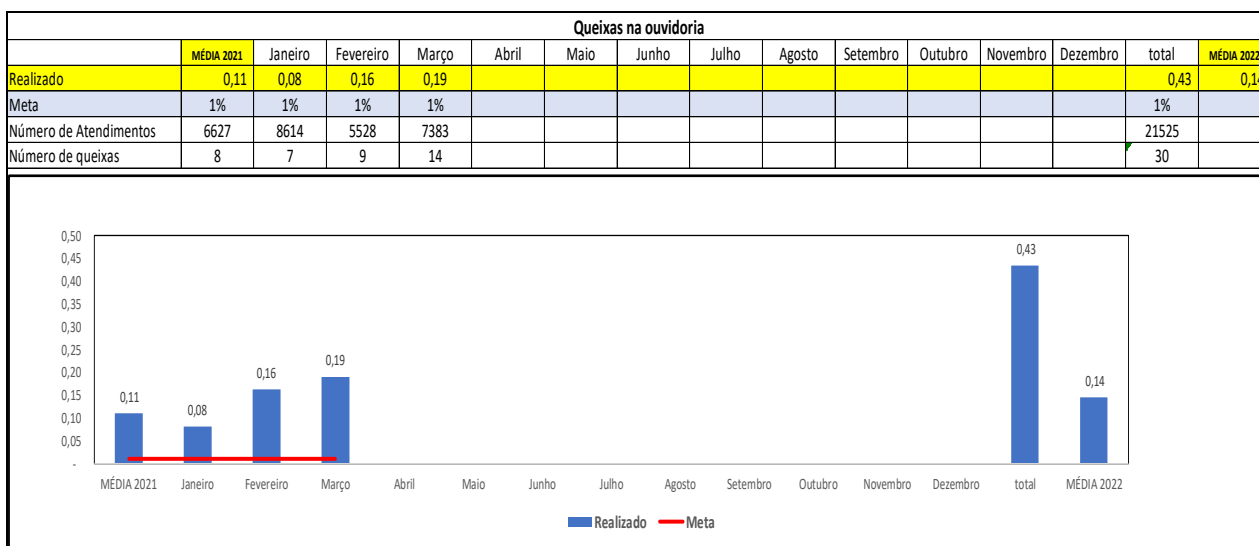 Queixas na ouvidoria
MÉDIA 2021 Janeiro Fevereiro Março Abril Maio Junho Julho Agosto Setembro Outubro Novembro Dezembro total MÉDIA 2022
Realizado 0,11 0,08 0,16 0,19 0,43 0,14
Meta 1% 1% 1% 1% 1%
Número de Atendimentos 6627 8614 5528 7383 21525
Número de queixas 8 7 9 14 30
0,50
0,45
0,40
0,35
0,30
0,25
0,20
0,15
0,10
0,05
-
0,11
0,08
0,16
0,19
0,43
0,14
MÉDIA 2021 Janeiro Fevereiro Março Abril Maio Junho Julho Agosto Setembro Outubro Novembro Dezembro total MÉDIA 2022
Realizado Meta